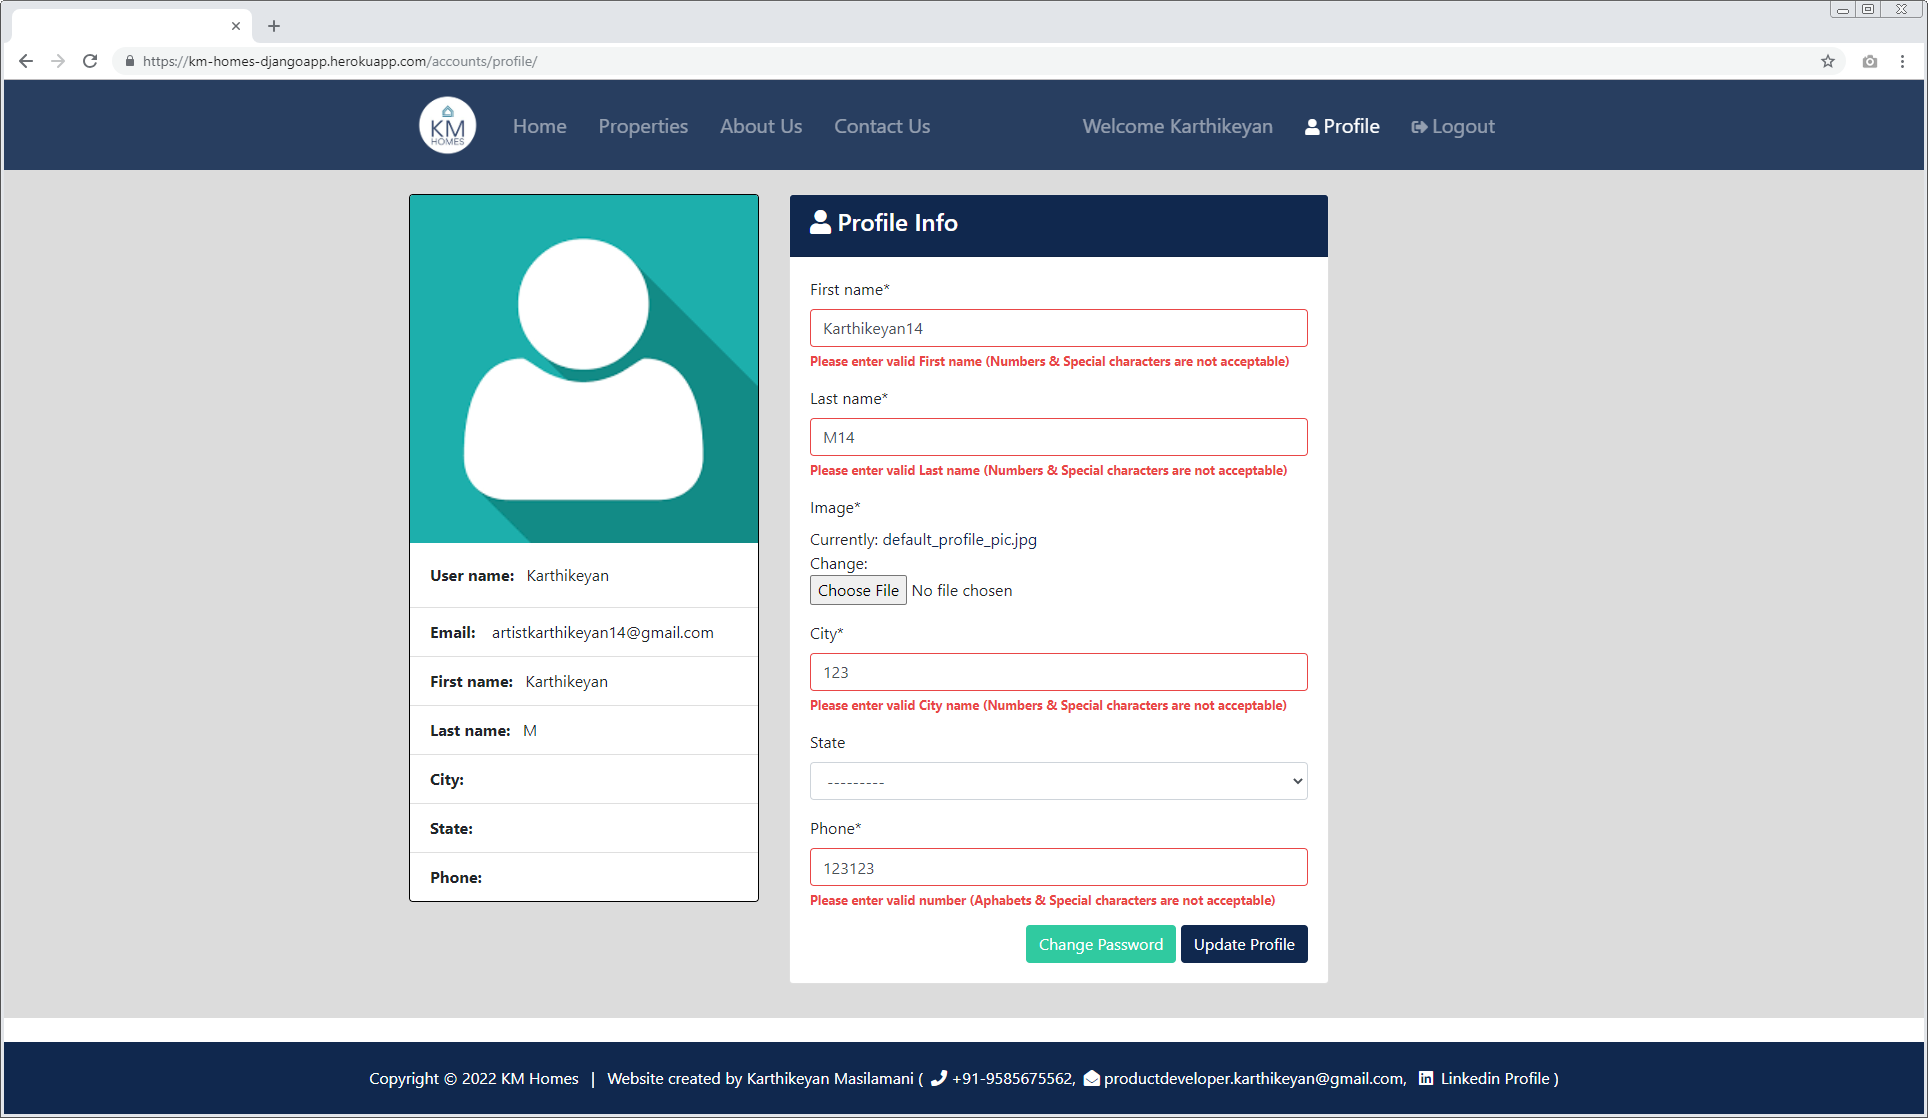 https://km-homes-djangoapp.herokuapp.com/accounts/profile/
KM
HOMES
Home
Properties
About Us
Contact Us
Welcome Karthikeyan
Profile
Logout
User name: Karthikeyan
Email: artistkarthikeyan14@gmail.com
First name: Karthikeyan
Last name: M
City:
State:
Phone:
Profile Info
First name*
Karthikeyan14
Please enter valid First name (Numbers & Special characters are not acceptable)
Last name*
M14
Please enter valid Last name (Numbers & Special characters are not acceptable)
Image*
Currently: default_profile_pic.jpg
Change:
Choose File No file chosen
City*
123
Please enter valid City name (Numbers & Special characters are not acceptable)
State
---------
Phone*
123123
Please enter valid number (Aphabets & Special characters are not acceptable)
Change Password
Update Profile
Copyright © 2022 KM Homes | Website created by Karthikeyan Masilamani ( +91-9585675562, productdeveloper.karthikeyan@gmail.com, Linkedin Profile )